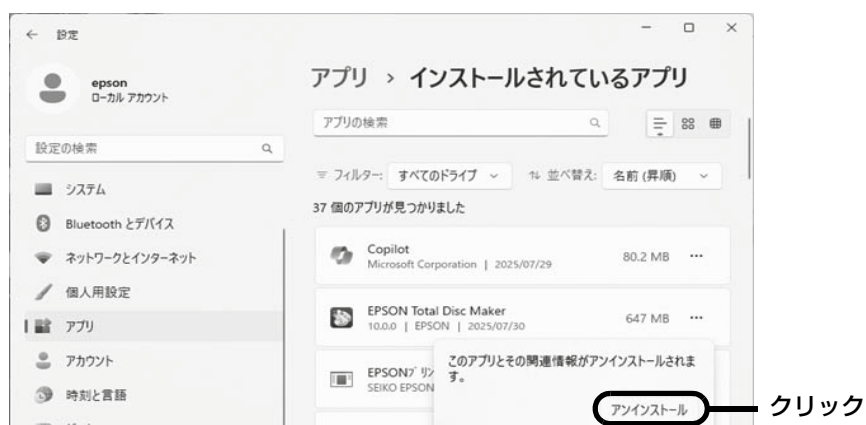 設定
epson
ローカル アカウント
設定の検索
システム
Bluetooth とデバイス
ネットワークとインターネット
個人用設定
アプリ
アカウント
時刻と言語
アプリ › インストールされているアプリ
アプリの検索
フィルター: すべてのドライブ 並べ替え: 名前 (昇順)
37 個のアプリが見つかりました
Copilot
Microsoft Corporation | 2025/07/29
80.2 MB
EPSON Total Disc Maker
10.0.0 | EPSON | 2025/07/30
647 MB
EPSONプリン
SEIKO EPSON
このアプリとその関連情報がアンインストールされま
す。
アンインストール
クリック